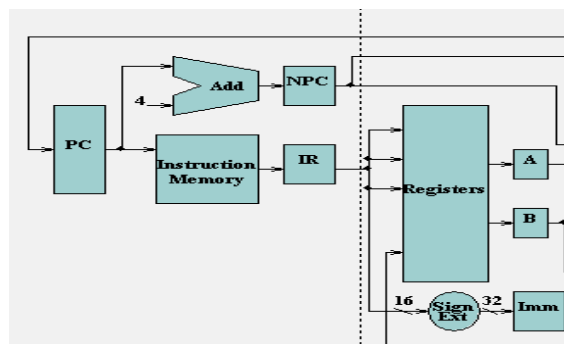 Add
NPC
4
PC
Instruction
Memory
IR
Registers
A
B
16
Sign
Ext
32
Imm